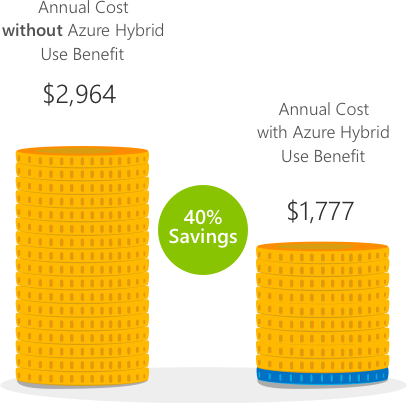 Annual Cost
without Azure Hybrid
Use Benefit
$2,964
Annual Cost
with Azure Hybrid
Use Benefit
$1,777
40%
Savings